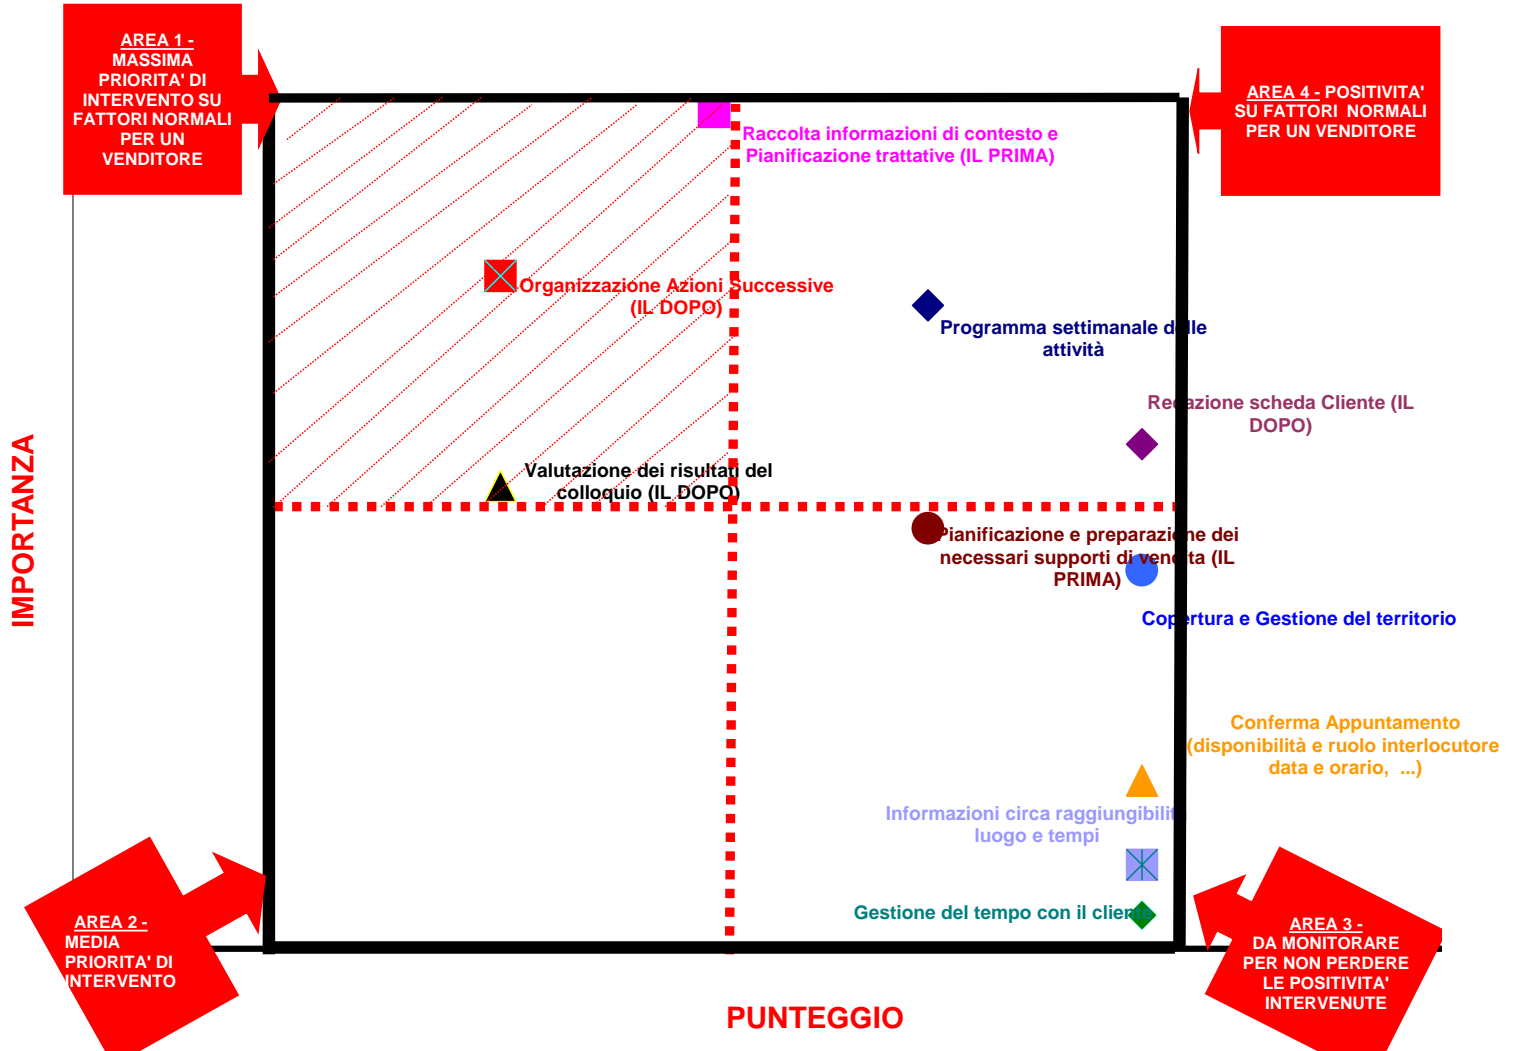 AREA 1 -
MASSIMA
PRIORITA' DI
INTERVENTO SU
FATTORI NORMALI
PER UN
VENDITORE
AREA 4 - POSITIVITA'
SU FATTORI NORMALI
PER UN VENDITORE
Raccolta informazioni di contesto e
Pianificazione trattative (IL PRIMA)
Organizzazione Azioni Successive
(IL DOPO)
Programma settimanale delle
attività
Redazione scheda Cliente (IL
DOPO)
Valutazione dei risultati del
colloquio (IL DOPO)
Pianificazione e preparazione dei
necessari supporti di vendita (IL
PRIMA)
Copertura e Gestione del territorio
Conferma Appuntamento
(disponibilità e ruolo interlocutore
data e orario, ...)
Informazioni circa raggiungibilità
luogo e tempi
Gestione del tempo con il cliente
IMPORTANZA
AREA 2 -
MEDIA
PRIORITA' DI
INTERVENTO
AREA 3 -
DA MONITORARE
PER NON PERDERE
LE POSITIVITA'
INTERVENUTE
PUNTEGGIO